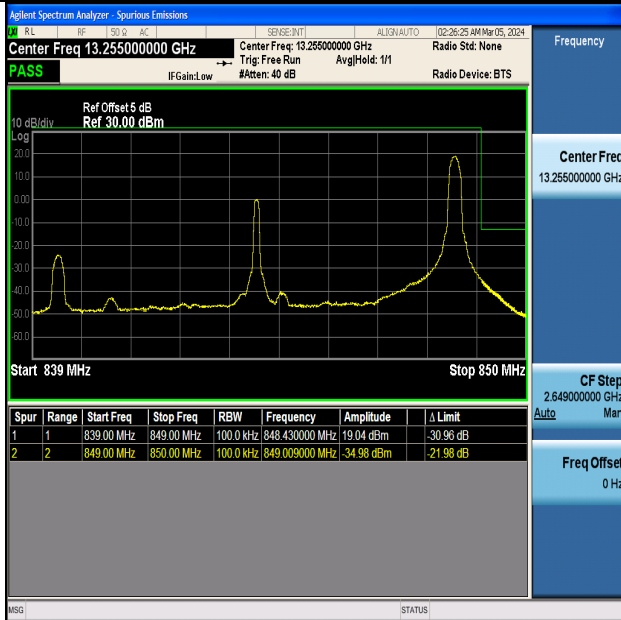 Agilent Spectrum Analyzer - Spurious Emissions
LXI RL RF 50 Ω AC SENSE:INT ALIGN AUTO 02:26:25 AM Mar 05, 2024
Center Freq 13.255000000 GHz
Center Freq: 13.255000000 GHz
Radio Std: None
Trig: Free Run Avg|Hold: 1/1
PASS
IFGain:Low
#Atten: 40 dB
Radio Device: BTS
Ref Offset 5 dB
10 dB/div Ref 30.00 dBm
Log
20.0
10.0
0.00
-10.0
-20.0
-30.0
-40.0
-50.0
-60.0
Start 839 MHz Stop 850 MHz
Spur Range Start Freq Stop Freq RBW Frequency Amplitude Δ Limit
1 1 839.00 MHz 849.00 MHz 100.0 kHz 848.430000 MHz 19.04 dBm -30.96 dB
2 2 849.00 MHz 850.00 MHz 100.0 kHz 849.009000 MHz -34.98 dBm -21.98 dB
MSG STATUS
Frequency
Center Freq
13.255000000 GHz
CF Step
2.649000000 GHz
Auto Man
Freq Offset
0 Hz